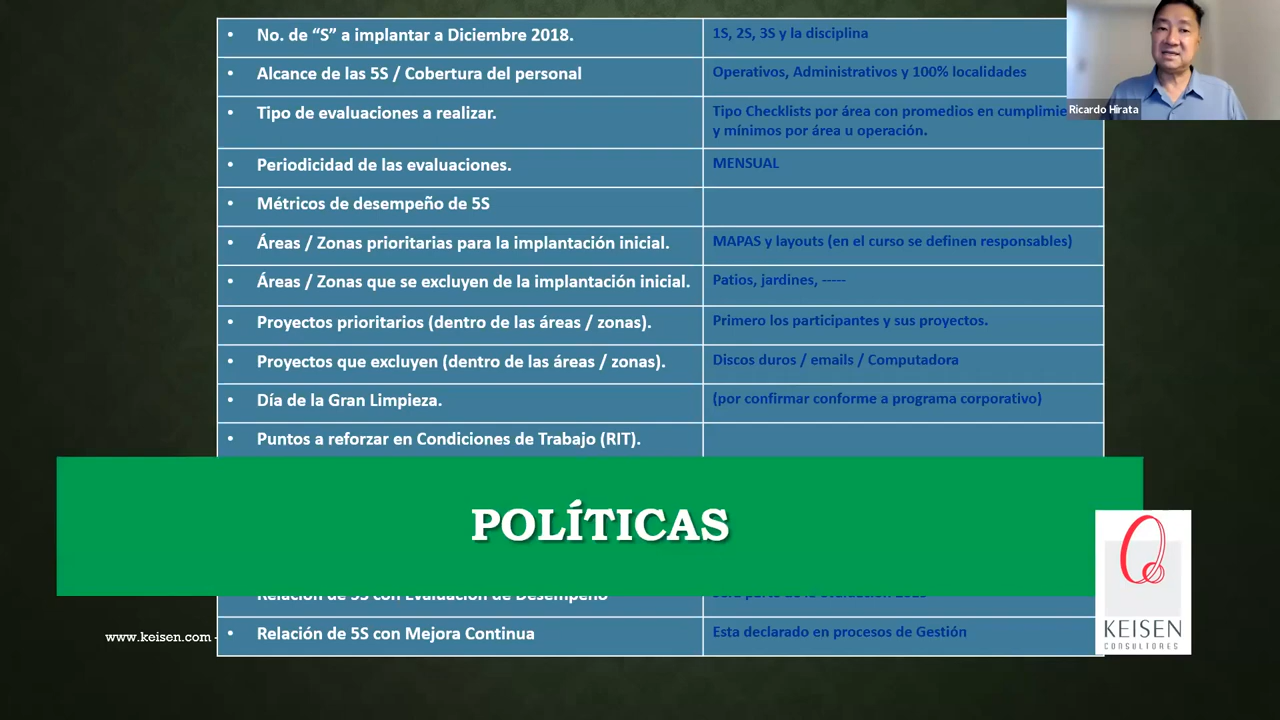 • No. de “S” a implantar a Diciembre 2018.
1S, 2S, 3S y la disciplina
• Alcance de las 5S / Cobertura del personal
Operativos, Administrativos y 100% localidades
• Tipo de evaluaciones a realizar.
Tipo Checklists por área con promedios en
y mínimos por área u operación.
Ricardo Hirata
• Periodicidad de las evaluaciones.
MENSUAL
• Métricos de desempeño de 5S
• Áreas / Zonas prioritarias para la implantación inicial.
MAPAS y layouts (en el curso se definen responsables)
• Áreas / Zonas que se excluyen de la implantación inicial.
Patios, jardines, -----
• Proyectos prioritarios (dentro de las áreas / zonas).
Primero los participantes y sus proyectos.
• Proyectos que excluyen (dentro de las áreas / zonas).
Discos duros / emails / Computadora
• Día de la Gran Limpieza.
(por confirmar conforme a programa corporativo)
• Puntos a reforzar en Condiciones de Trabajo (RIT).
POLÍTICAS
Relación de 5S con Evaluación de Desempeño
www.keisen.com -
• Relación de 5S con Mejora Continua
Esta declarado en procesos de Gestión
KEISEN
CONSULTORES